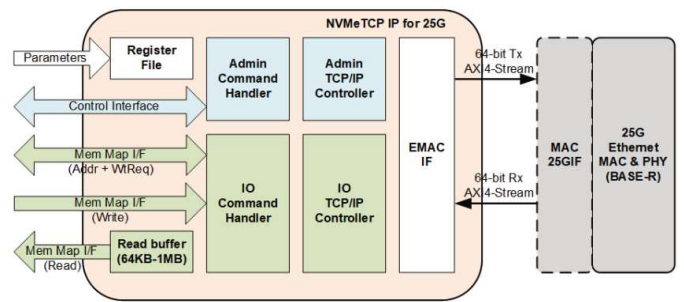 NVMeTCP IP for 25G
Parameters
Register
File
Control Interface
Mem Map I/F
(Addr + WtReq)
Mem Map I/F
(Write)
Mem Map I/F
(Read)
Read buffer
(64KB-1MB)
Admin
Command
Handler
Admin
TCP/IP
Controller
IO
Command
Handler
IO
TCP/IP
Controller
EMAC
IF
64-bit Tx
AXI4-Stream
64-bit Rx
AXI4-Stream
MAC
25GIF
25G
Ethernet
MAC & PHY
(BASE-R)